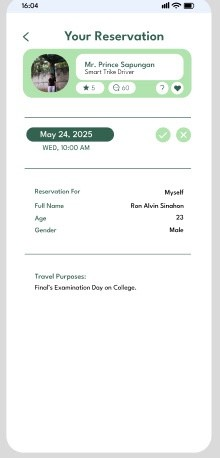 16:04
Your Reservation
Mr. Prince Sapungan
Smart Trike Driver
5 60 ?
May 24, 2025
WED, 10:00 AM
Reservation For Myself
Full Name Ron Alvin Sinahon
Age 23
Gender Male
Travel Purposes:
Final's Examination Day on College.